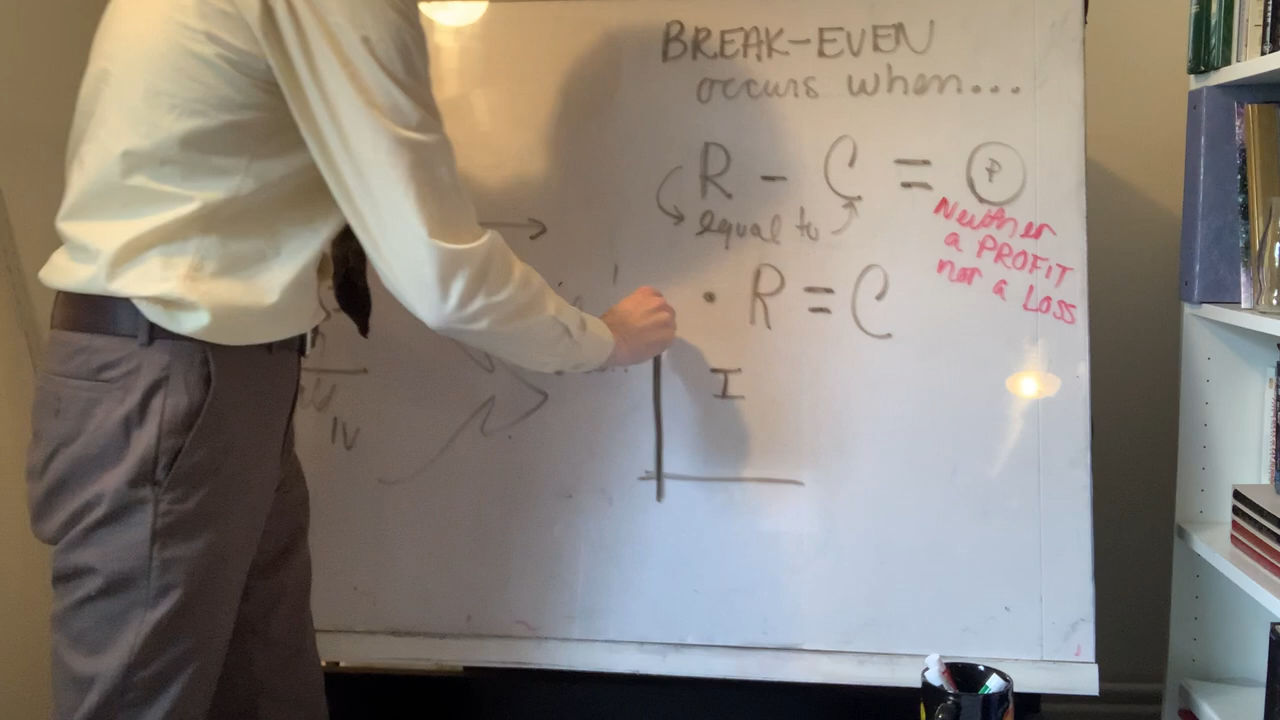 BREAK-EVEN
occurs when...
R - C = P
equal to
Neither
a PROFIT
nor a LOSS
• R = C
I
IV